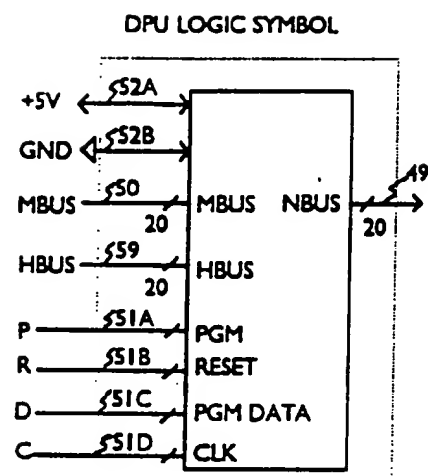 DPU LOGIC SYMBOL
+5V 52A
GND 52B
MBUS 50 20 MBUS NBUS 20 49
HBUS 59 20 HBUS
P 51A PGM
R 51B RESET
D 51C PGM DATA
C 51D CLK